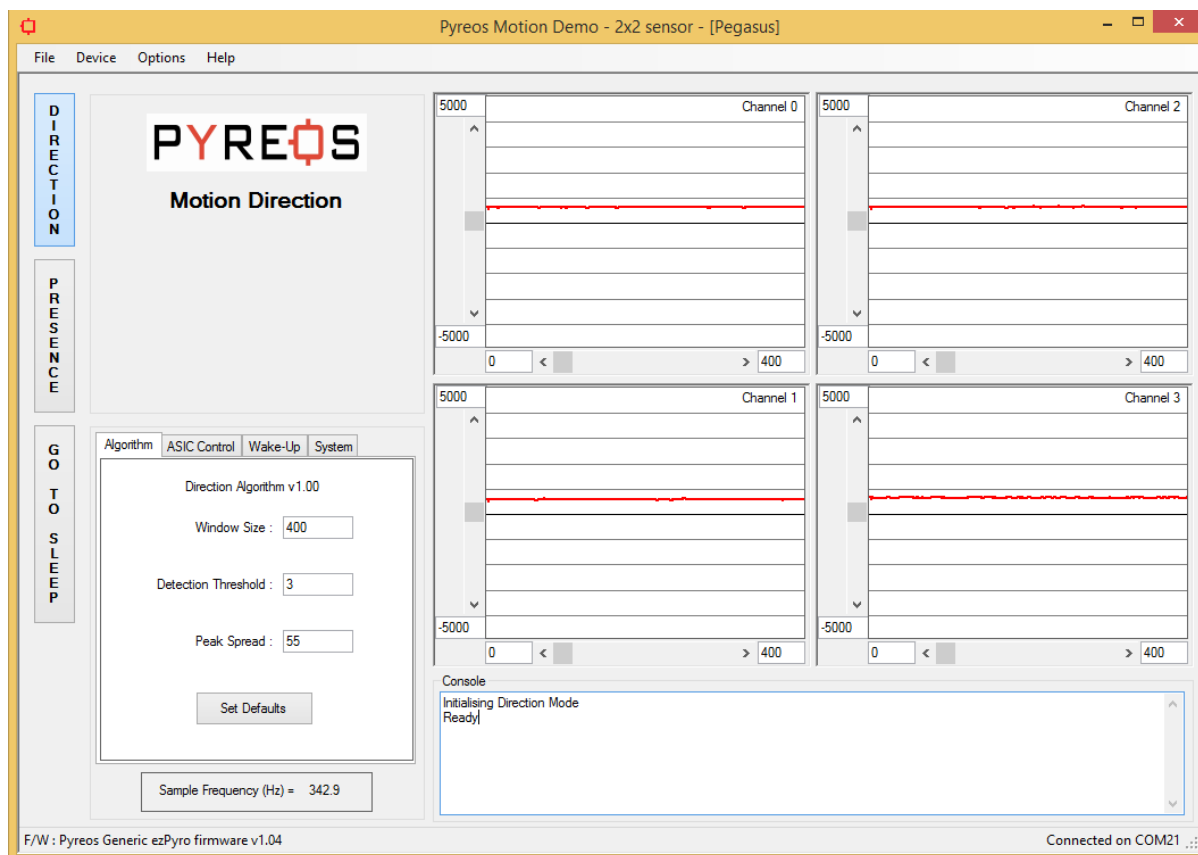 Pyreos Motion Demo - 2x2 sensor - [Pegasus]
File Device Options Help
DIRECTION
PRESENCE
GO TO SLEEP
PYREOS
Motion Direction
Algorithm ASIC Control Wake-Up System
Direction Algorithm v1.00
Window Size : 400
Detection Threshold : 3
Peak Spread : 55
Set Defaults
Sample Frequency (Hz) = 342.9
5000 Channel 0
-5000
0 < > 400
5000 Channel 2
-5000
0 < > 400
5000 Channel 1
-5000
0 < > 400
5000 Channel 3
-5000
0 < > 400
Console
Initialising Direction Mode
Ready
F/W : Pyreos Generic ezPyro firmware v1.04
Connected on COM21